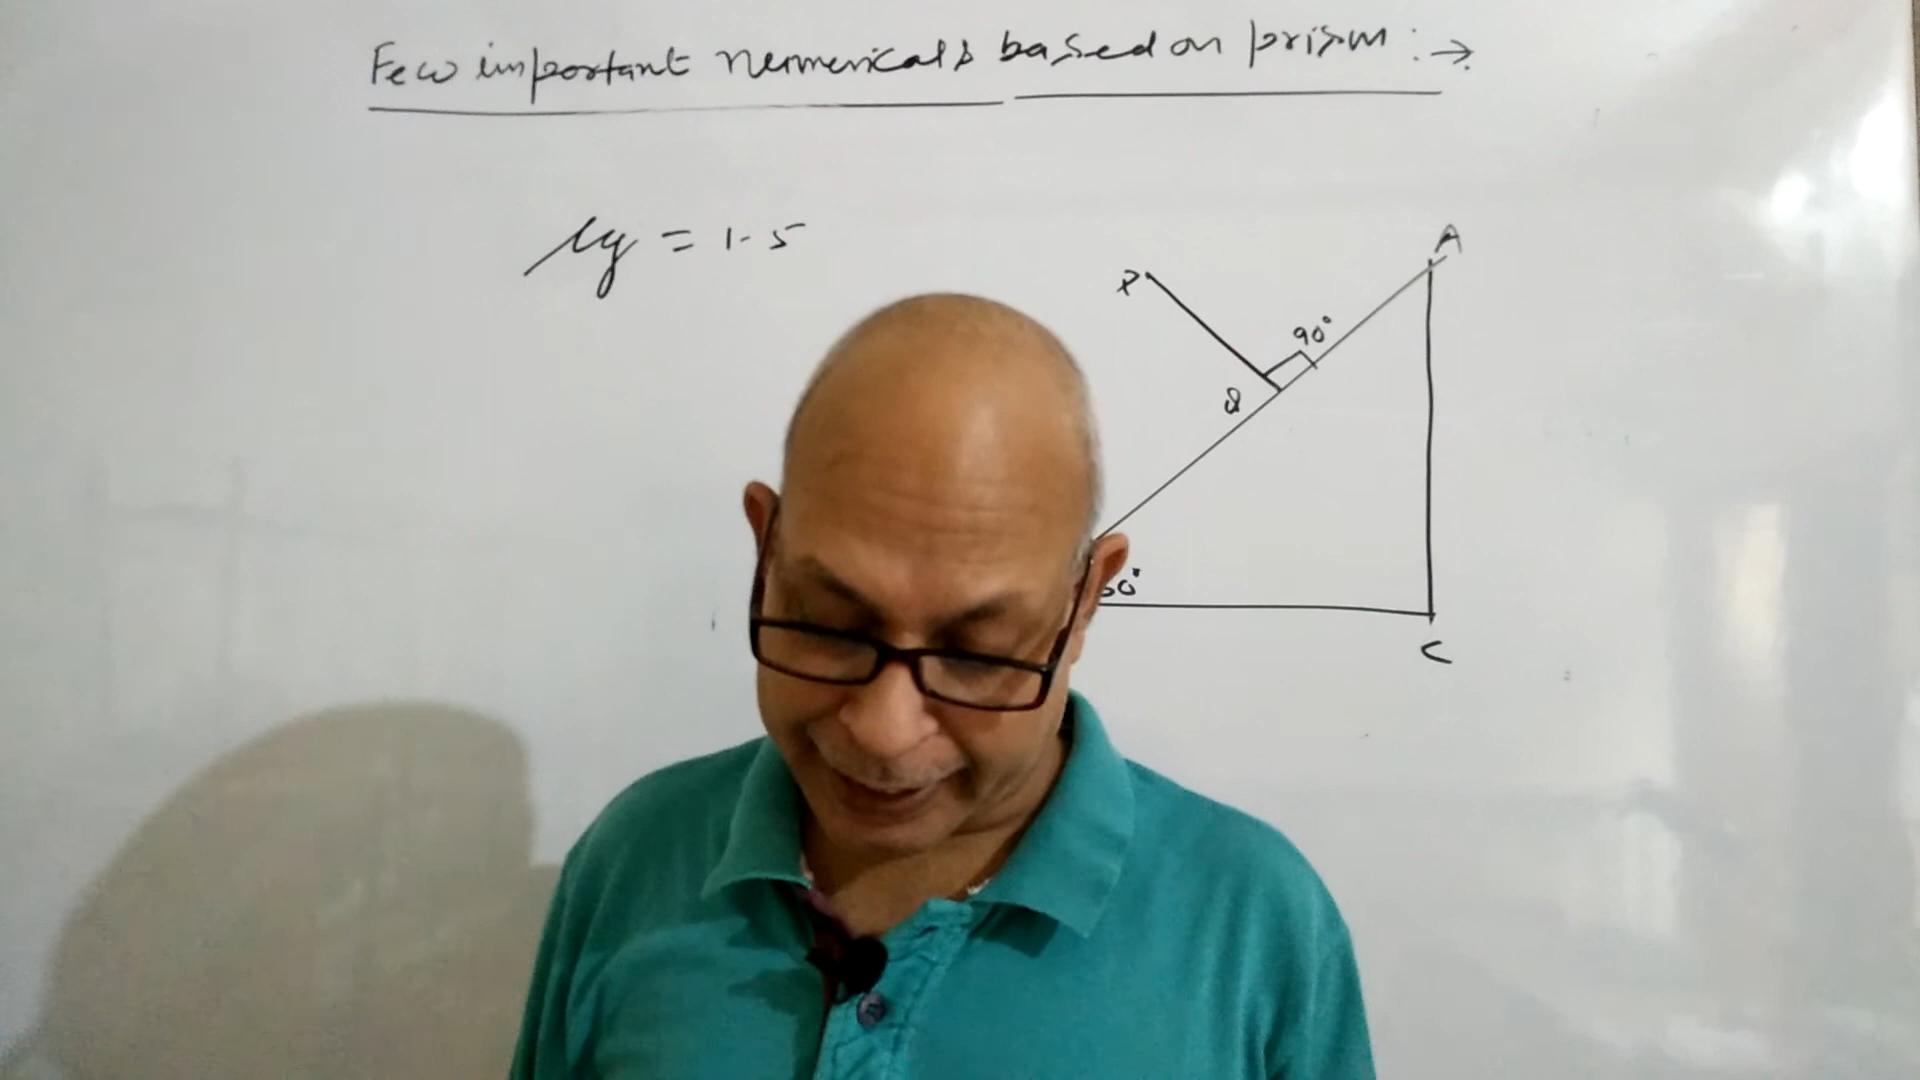 Few important numericals based on prism :→
μg = 1.5
A
P
90°
Q
C